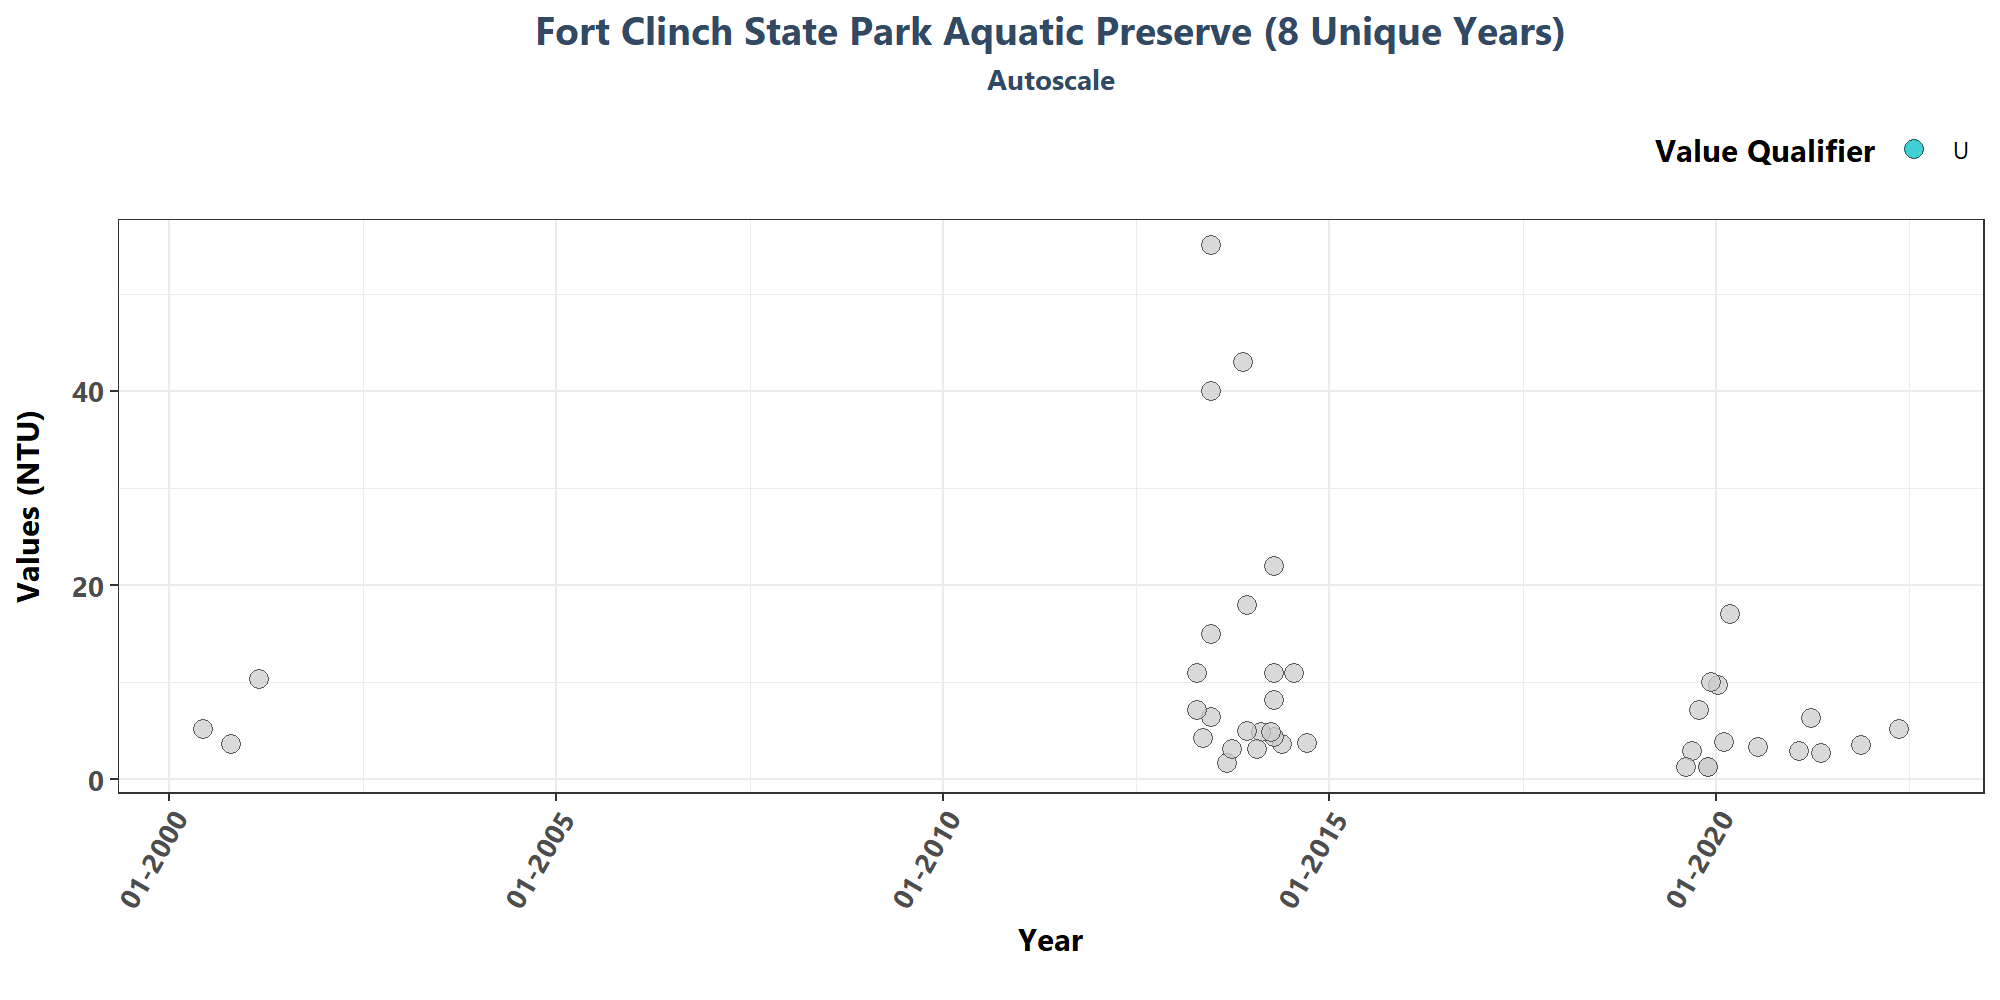 Fort Clinch State Park Aquatic Preserve (8 Unique Years)
Autoscale
Value Qualifier U
Values (NTU)
40
20
0
01-2000 01-2005 01-2010 01-2015 01-2020
Year